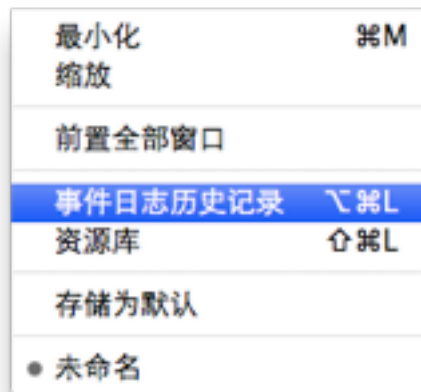 最小化 ⌘M
缩放
前置全部窗口
事件日志历史记录 ⌥⌘L
资源库 ⇧⌘L
存储为默认
未命名